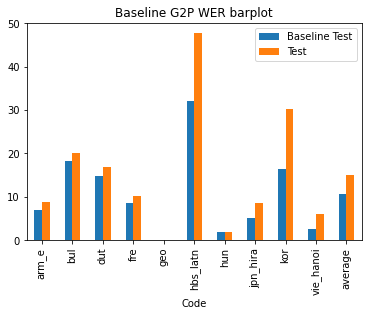 Baseline G2P WER barplot
50
40
30
20
10
0
Baseline Test
Test
arm_e
bul
dut
fre
geo
hbs_latn
hun
jpn_hira
kor
vie_hanoi
average
Code